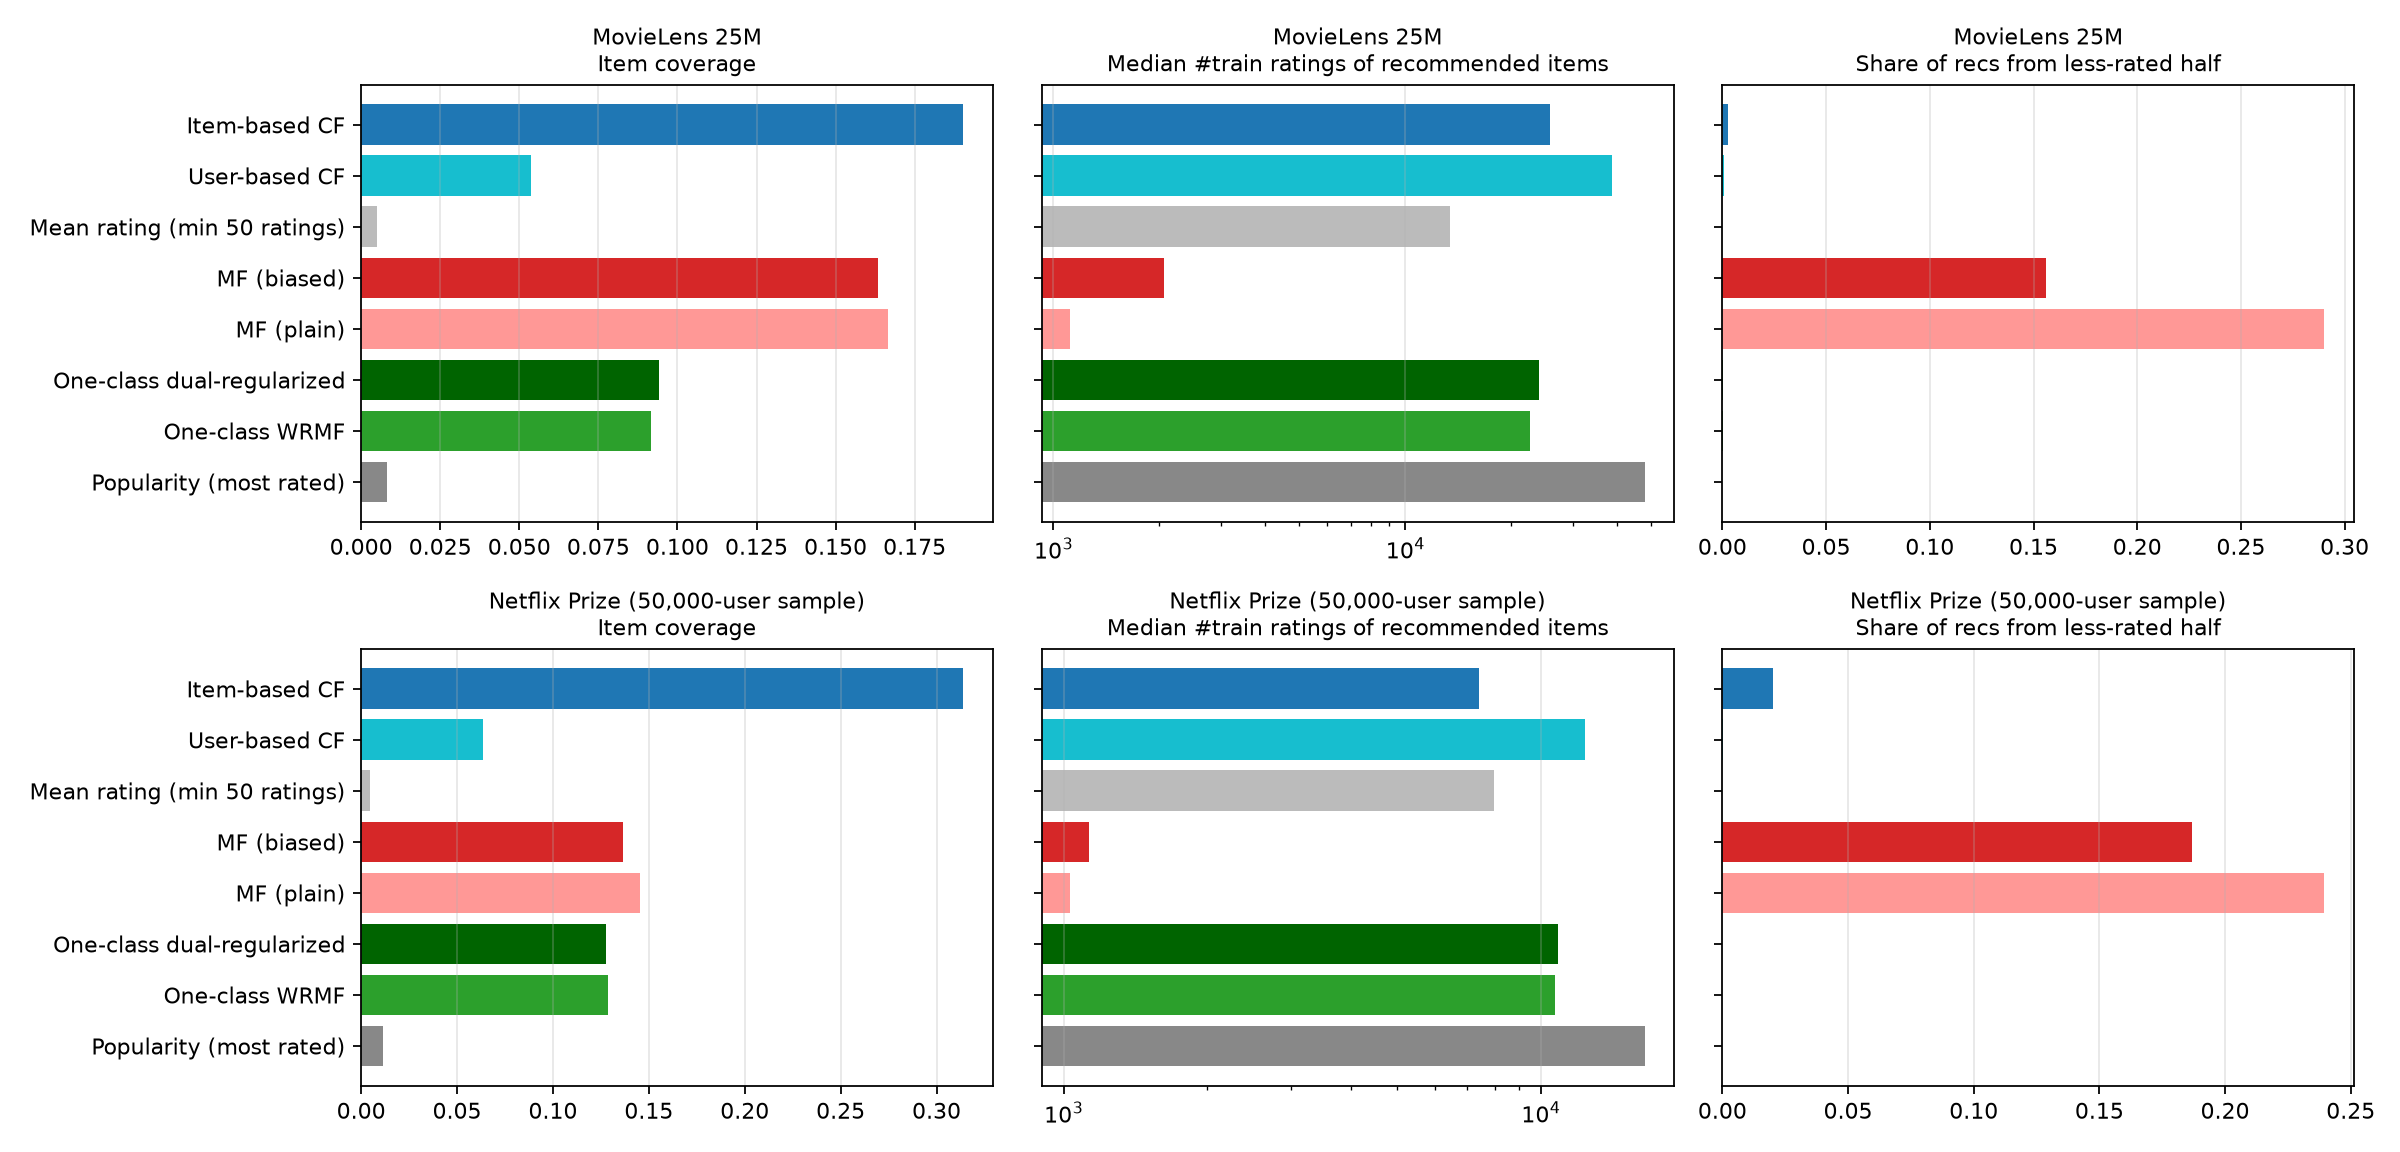 MovieLens 25M
Item coverage
MovieLens 25M
Median #train ratings of recommended items
MovieLens 25M
Share of recs from less-rated half
Item-based CF
User-based CF
Mean rating (min 50 ratings)
MF (biased)
MF (plain)
One-class dual-regularized
One-class WRMF
Popularity (most rated)
0.000 0.025 0.050 0.075 0.100 0.125 0.150 0.175
10³ 10⁴
0.00 0.05 0.10 0.15 0.20 0.25 0.30
Netflix Prize (50,000-user sample)
Item coverage
Netflix Prize (50,000-user sample)
Median #train ratings of recommended items
Netflix Prize (50,000-user sample)
Share of recs from less-rated half
Item-based CF
User-based CF
Mean rating (min 50 ratings)
MF (biased)
MF (plain)
One-class dual-regularized
One-class WRMF
Popularity (most rated)
0.00 0.05 0.10 0.15 0.20 0.25 0.30
10³ 10⁴
0.00 0.05 0.10 0.15 0.20 0.25